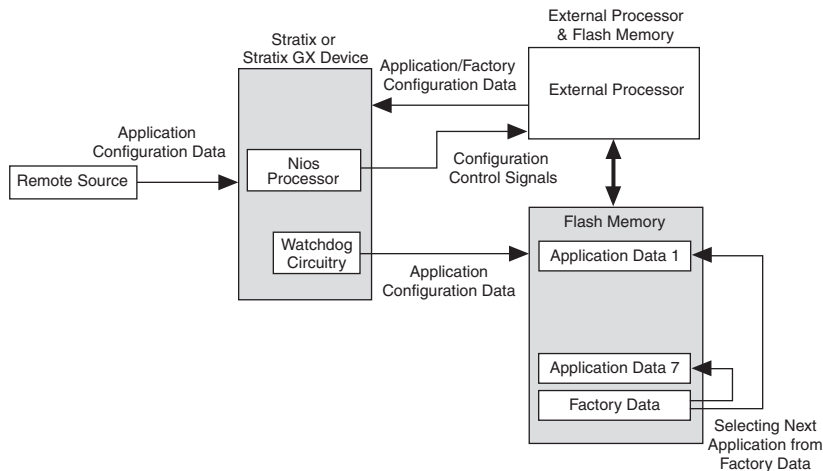 External Processor
& Flash Memory
Stratix or
Stratix GX Device
Application/Factory
Configuration Data
External Processor
Application
Configuration Data
Remote Source
Nios
Processor
Configuration
Control Signals
Flash Memory
Watchdog
Circuitry
Application Data 1
Application
Configuration Data
Application Data 7
Factory Data
Selecting Next
Application from
Factory Data